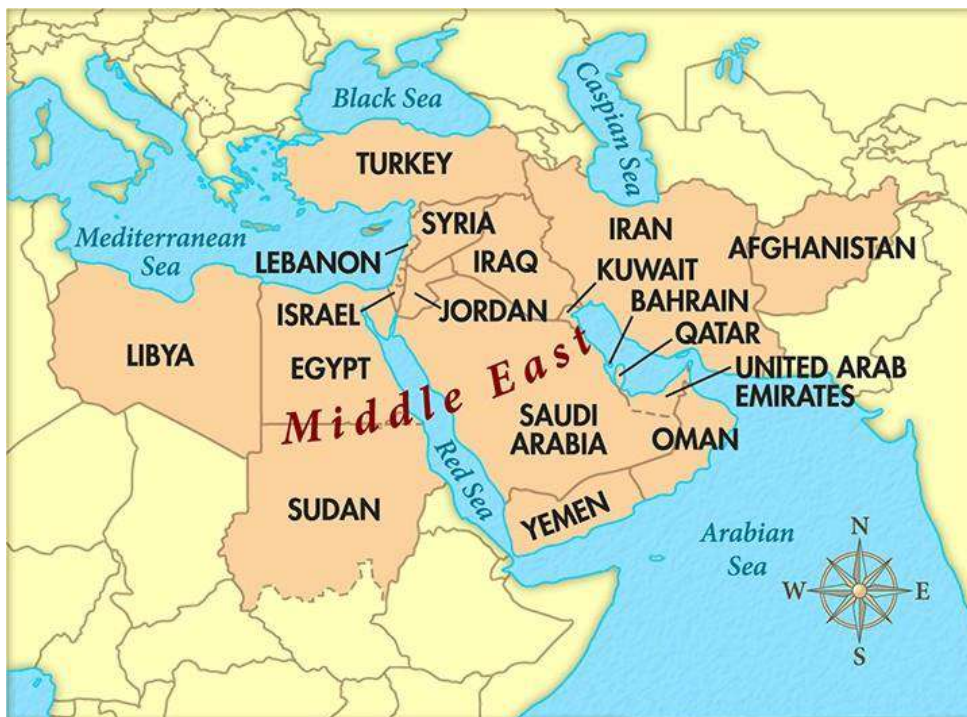 Black Sea
Caspian Sea
TURKEY
Mediterranean
Sea
SYRIA
LEBANON
IRAQ
IRAN
AFGHANISTAN
KUWAIT
BAHRAIN
QATAR
ISRAEL
JORDAN
LIBYA
EGYPT
UNITED ARAB
EMIRATES
Middle East
SAUDI
ARABIA
OMAN
Red Sea
SUDAN
YEMEN
Arabian
Sea
N
W
E
S